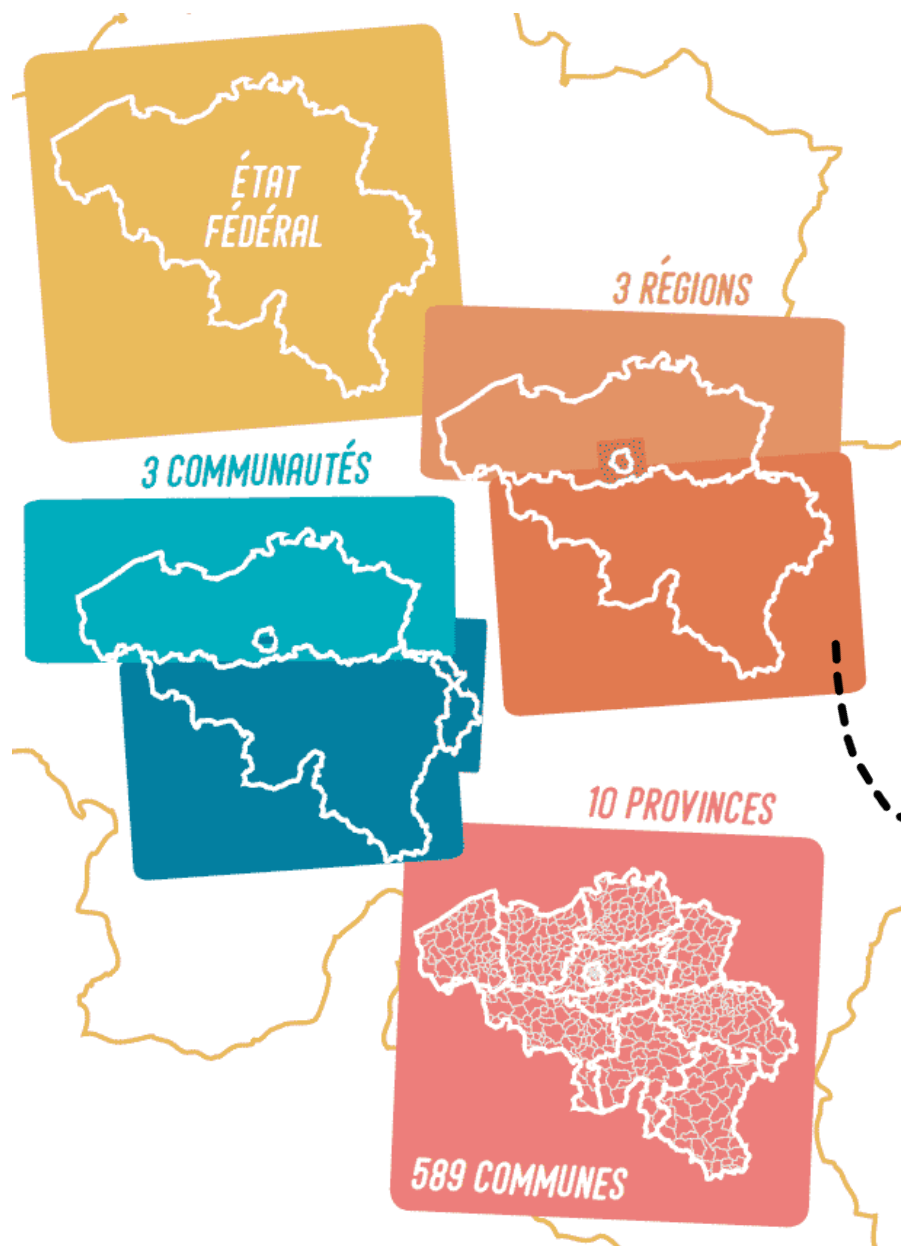 ÉTAT
FÉDÉRAL
3 RÉGIONS
3 COMMUNAUTÉS
10 PROVINCES
589 COMMUNES